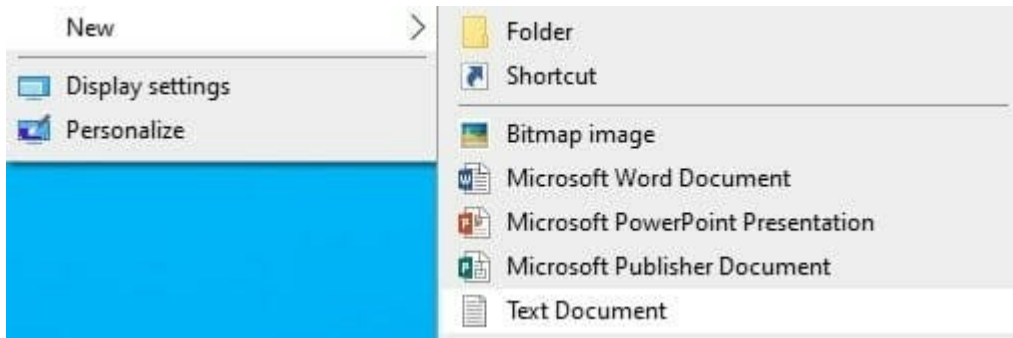 New
Display settings
Personalize
Folder
Shortcut
Bitmap image
Microsoft Word Document
Microsoft PowerPoint Presentation
Microsoft Publisher Document
Text Document